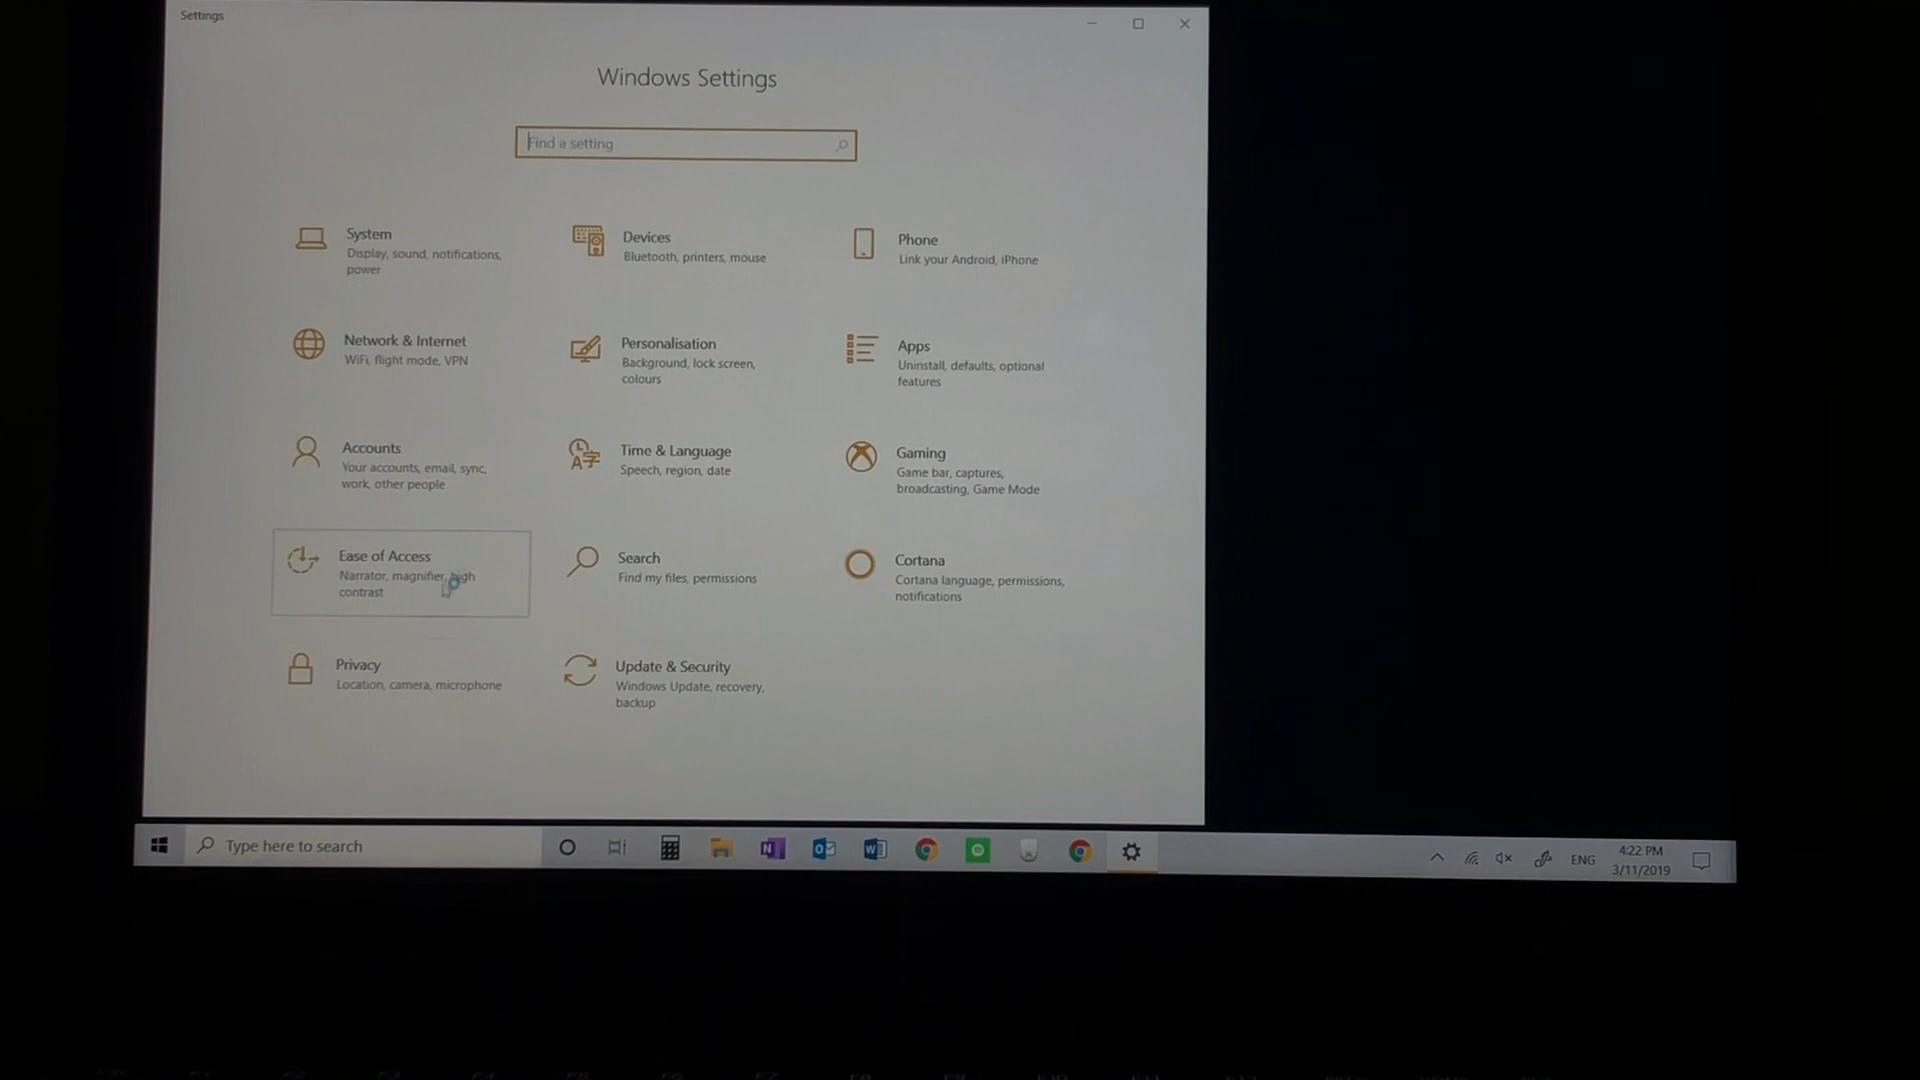 Settings
Windows Settings
Find a setting
System
Display, sound, notifications,
power
Devices
Bluetooth, printers, mouse
Phone
Link your Android, iPhone
Network & Internet
WiFi, flight mode, VPN
Personalisation
Background, lock screen,
colours
Apps
Uninstall, defaults, optional
features
Accounts
Your accounts, email, sync,
work, other people
Time & Language
Speech, region, date
Gaming
Game bar, captures,
broadcasting, Game Mode
Ease of Access
Narrator, magnifier, high
contrast
Search
Find my files, permissions
Cortana
Cortana language, permissions,
notifications
Privacy
Location, camera, microphone
Update & Security
Windows Update, recovery,
backup
Type here to search
ENG
4:22 PM
3/11/2019